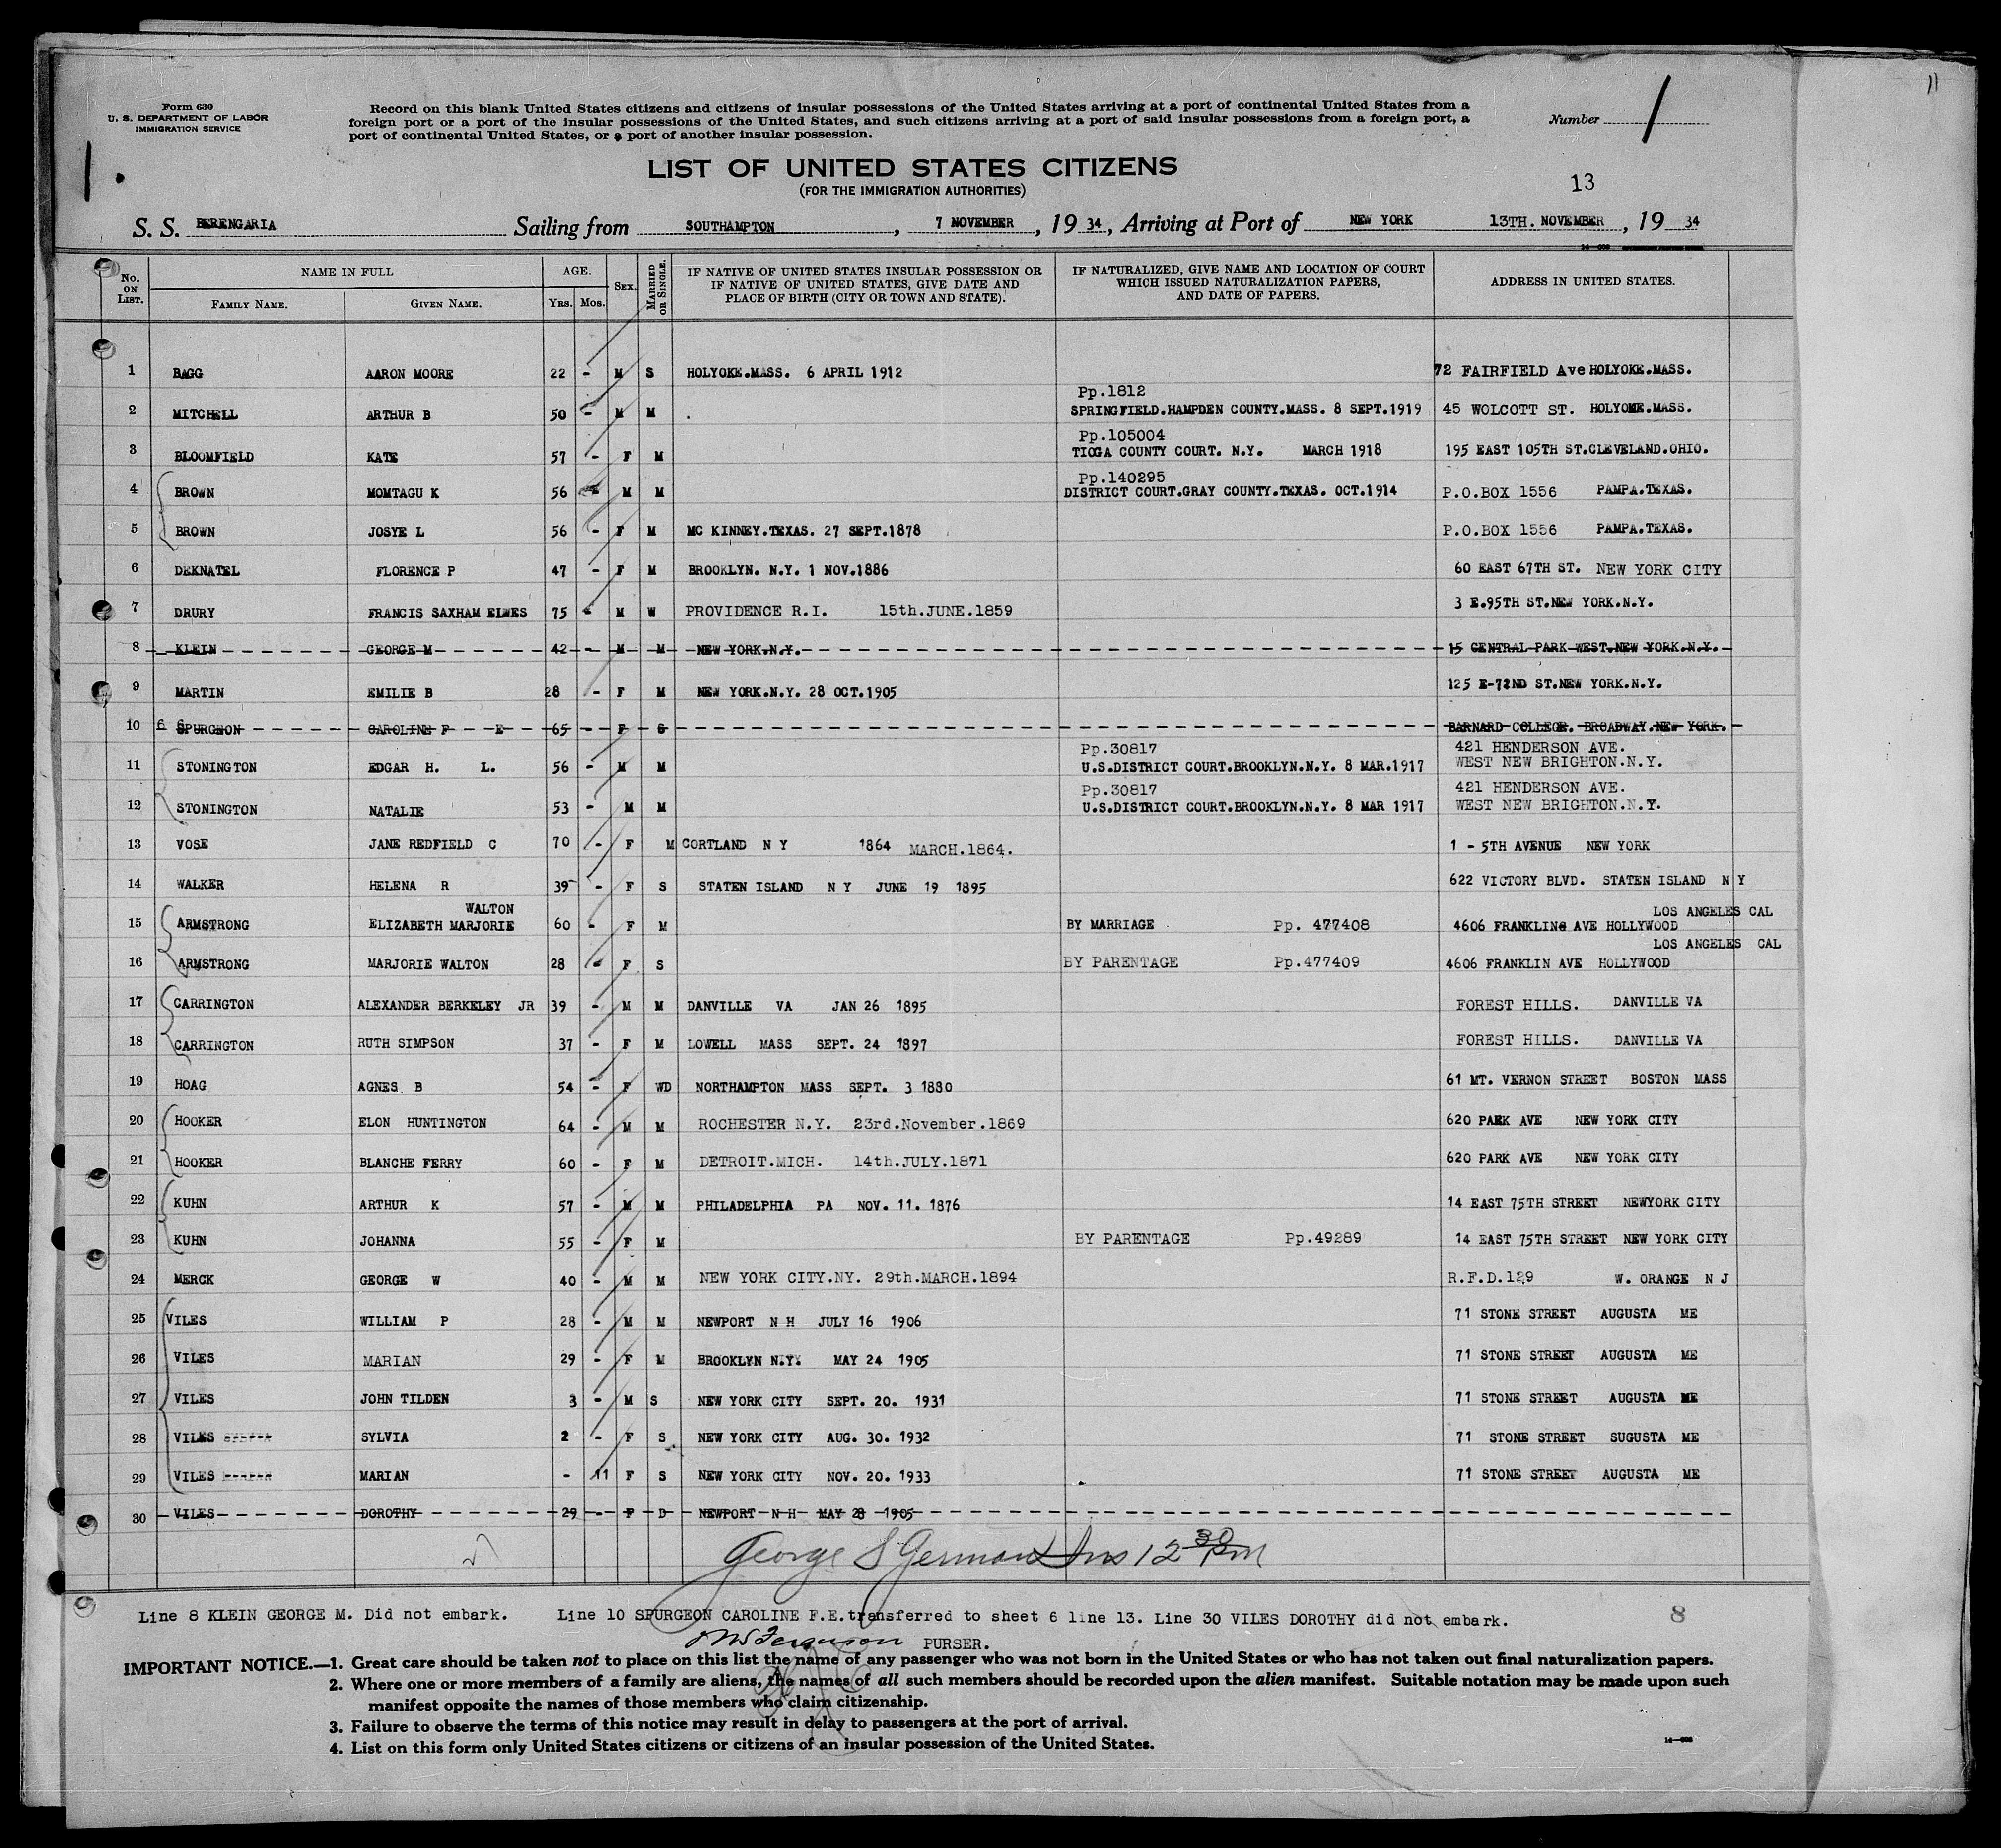 11
Form 630
U. S. DEPARTMENT OF LABOR
IMMIGRATION SERVICE
Record on this blank United States citizens and citizens of insular possessions of the United States arriving at a port of continental United States from a
foreign port or a port of the insular possessions of the United States, and such citizens arriving at a port of said insular possessions from a foreign port, a
port of continental United States, or a port of another insular possession.
Number 1
1.
LIST OF UNITED STATES CITIZENS
(FOR THE IMMIGRATION AUTHORITIES)
13
S. S. BERENGARIA Sailing from SOUTHAMPTON, 7 NOVEMBER, 19 34, Arriving at Port of NEW YORK 13TH. NOVEMBER, 19 34
No. ON LIST. NAME IN FULL FAMILY NAME. GIVEN NAME. AGE. Yrs. Mos. SEX. MARRIED OR SINGLE. IF NATIVE OF UNITED STATES INSULAR POSSESSION OR IF NATIVE OF UNITED STATES, GIVE DATE AND PLACE OF BIRTH (CITY OR TOWN AND STATE). IF NATURALIZED, GIVE NAME AND LOCATION OF COURT WHICH ISSUED NATURALIZATION PAPERS, AND DATE OF PAPERS. ADDRESS IN UNITED STATES.
1 BAGG AARON MOORE 22 - M S HOLYOKE.MASS. 6 APRIL 1912 72 FAIRFIELD Ave HOLYOKE.MASS.
Pp.1812
2 MITCHELL ARTHUR B 50 - M M . SPRINGFIELD.HAMPDEN COUNTY.MASS. 8 SEPT.1919 45 WOLCOTT ST. HOLYOKE.MASS.
Pp.105004
3 BLOOMFIELD KATE 57 - F M TIOGA COUNTY COURT. N.Y. MARCH 1918 195 EAST 105TH ST.CLEVELAND.OHIO.
Pp.140295
4 BROWN MOMTAGU K 56 - M M DISTRICT COURT.GRAY COUNTY.TEXAS. OCT.1914 P.O.BOX 1556 PAMPA.TEXAS.
5 BROWN JOSYE L 56 - F M MC KINNEY.TEXAS. 27 SEPT.1878 P.O.BOX 1556 PAMPA.TEXAS.
6 DEKNATEL FLORENCE P 47 - F M BROOKLYN. N.Y. 1 NOV.1886 60 EAST 67TH ST. NEW YORK CITY
7 DRURY FRANCIS SAXHAM ELWES 75 - M W PROVIDENCE R.I. 15th.JUNE.1859 3 E.95TH ST.NEW YORK.N.Y.
8 KLEIN GEORGE M 42 - M M NEW YORK.N.Y. 15 CENTRAL PARK WEST.NEW YORK.N.Y.
9 MARTIN EMILIE B 28 - F M NEW YORK.N.Y. 28 OCT.1905 125 E-72ND ST.NEW YORK.N.Y.
10 6 6 SPURGEON CAROLINE F E 65 - F S BARNARD COLLEGE. BROADWAY.NEW YORK.
Pp.30817 421 HENDERSON AVE.
11 STONINGTON EDGAR H. L. 56 - M M U.S.DISTRICT COURT.BROOKLYN.N.Y. 8 MAR.1917 WEST NEW BRIGHTON.N.Y.
Pp.30817 421 HENDERSON AVE.
12 STONINGTON NATALIE 53 - M M U.S.DISTRICT COURT.BROOKLYN.N.Y. 8 MAR 1917 WEST NEW BRIGHTON.N.Y.
13 VOSE JANE REDFIELD C 70 - F M CORTLAND N Y 1864 MARCH.1864. 1 - 5TH AVENUE NEW YORK
14 WALKER HELENA R 39 - F S STATEN ISLAND N Y JUNE 19 1895 622 VICTORY BLVD. STATEN ISLAND N Y
WALTON LOS ANGELES CAL
15 ARMSTRONG ELIZABETH MARJORIE 60 - F M BY MARRIAGE Pp. 477408 4606 FRANKLING AVE HOLLYWOOD
LOS ANGELES CAL
16 ARMSTRONG MARJORIE WALTON 28 - F S BY PARENTAGE Pp.477409 4606 FRANKLIN AVE HOLLYWOOD
17 CARRINGTON ALEXANDER BERKELEY JR 39 - M M DANVILLE VA JAN 26 1895 FOREST HILLS. DANVILLE VA
18 CARRINGTON RUTH SIMPSON 37 - F M LOWELL MASS SEPT. 24 1897 FOREST HILLS. DANVILLE VA
19 HOAG AGNES B 54 - F WD NORTHAMPTON MASS SEPT. 3 1880 61 MT. VERNON STREET BOSTON MASS
20 HOOKER ELON HUNTINGTON 64 - M M ROCHESTER N.Y. 23rd.November.1869 620 PARK AVE NEW YORK CITY
21 HOOKER BLANCHE FERRY 60 - F M DETROIT.MICH. 14th.JULY.1871 620 PARK AVE NEW YORK CITY
22 KUHN ARTHUR K 57 - M M PHILADELPHIA PA NOV. 11. 1876 14 EAST 75TH STREET NEWYORK CITY
23 KUHN JOHANNA 55 - F M BY PARENTAGE Pp.49289 14 EAST 75TH STREET NEW YORK CITY
24 MERCK GEORGE W 40 - M M NEW YORK CITY.NY. 29th.MARCH.1894 R.F.D.129 W. ORANGE N J
25 VILES WILLIAM P 28 - M M NEWPORT N H JULY 16 1906 71 STONE STREET AUGUSTA ME
26 VILES MARIAN 29 - F M BROOKLYN N.Y. MAY 24 1905 71 STONE STREET AUGUSTA ME
27 VILES JOHN TILDEN 3 - M S NEW YORK CITY SEPT. 20. 1931 71 STONE STREET AUGUSTA ME
28 VILES SYLVIA 2 - F S NEW YORK CITY AUG. 30. 1932 71 STONE STREET SUGUSTA ME
29 VILES MARIAN - 11 F S NEW YORK CITY NOV. 20. 1933 71 STONE STREET AUGUSTA ME
30 VILES DOROTHY 29 - F D NEWPORT N H MAY 28 1905
George S German Ins 12 30 pm
Line 8 KLEIN GEORGE M. Did not embark. Line 10 SPURGEON CAROLINE F.E.transferred to sheet 6 line 13. Line 30 VILES DOROTHY did not embark.
8
Ferguson PURSER.
IMPORTANT NOTICE.—1. Great care should be taken not to place on this list the name of any passenger who was not born in the United States or who has not taken out final naturalization papers.
2. Where one or more members of a family are aliens, the names of all such members should be recorded upon the alien manifest. Suitable notation may be made upon such
manifest opposite the names of those members who claim citizenship.
3. Failure to observe the terms of this notice may result in delay to passengers at the port of arrival.
4. List on this form only United States citizens or citizens of an insular possession of the United States.